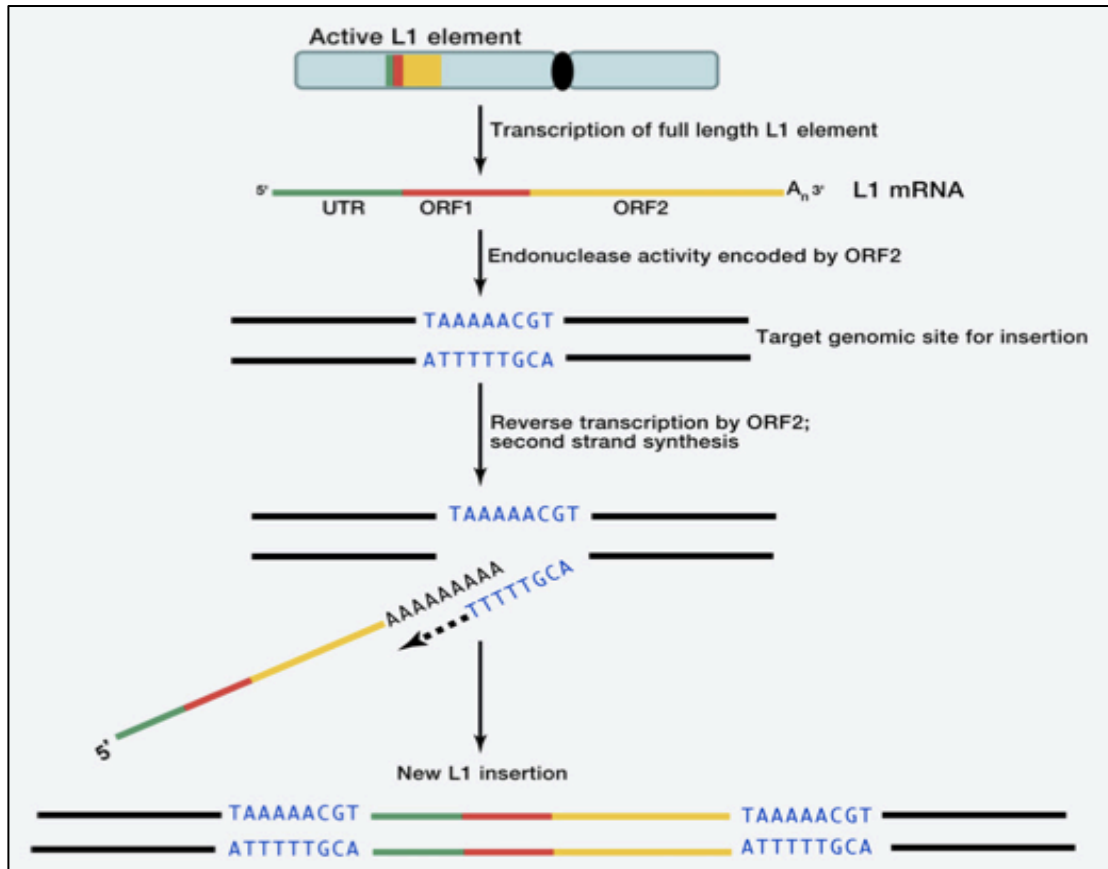 Active L1 element
Transcription of full length L1 element
5' An 3' L1 mRNA
UTR ORF1 ORF2
Endonuclease activity encoded by ORF2
TAAAAACGT
Target genomic site for insertion
ATTTTTGCA
Reverse transcription by ORF2;
second strand synthesis
TAAAAACGT
AAAAAAAAA
TTTTTGCA
5'
New L1 insertion
TAAAAACGT TAAAAACGT
ATTTTTGCA ATTTTTGCA